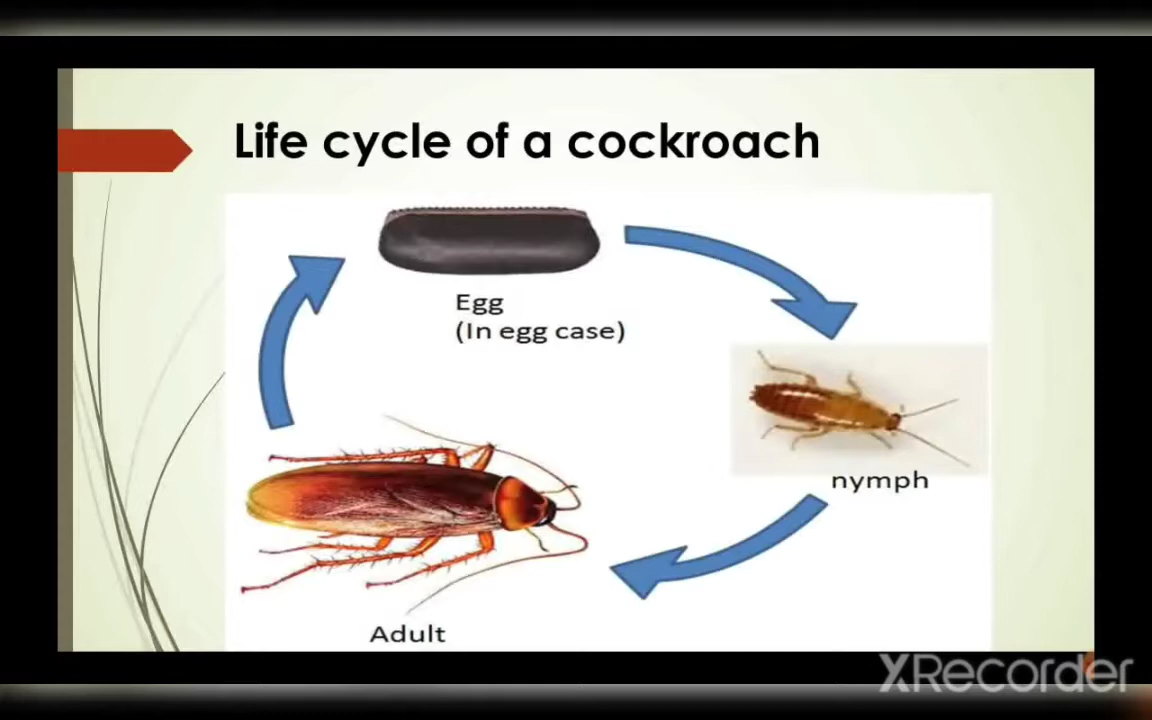 Life cycle of a cockroach
Egg
(In egg case)
nymph
Adult
XRecorder